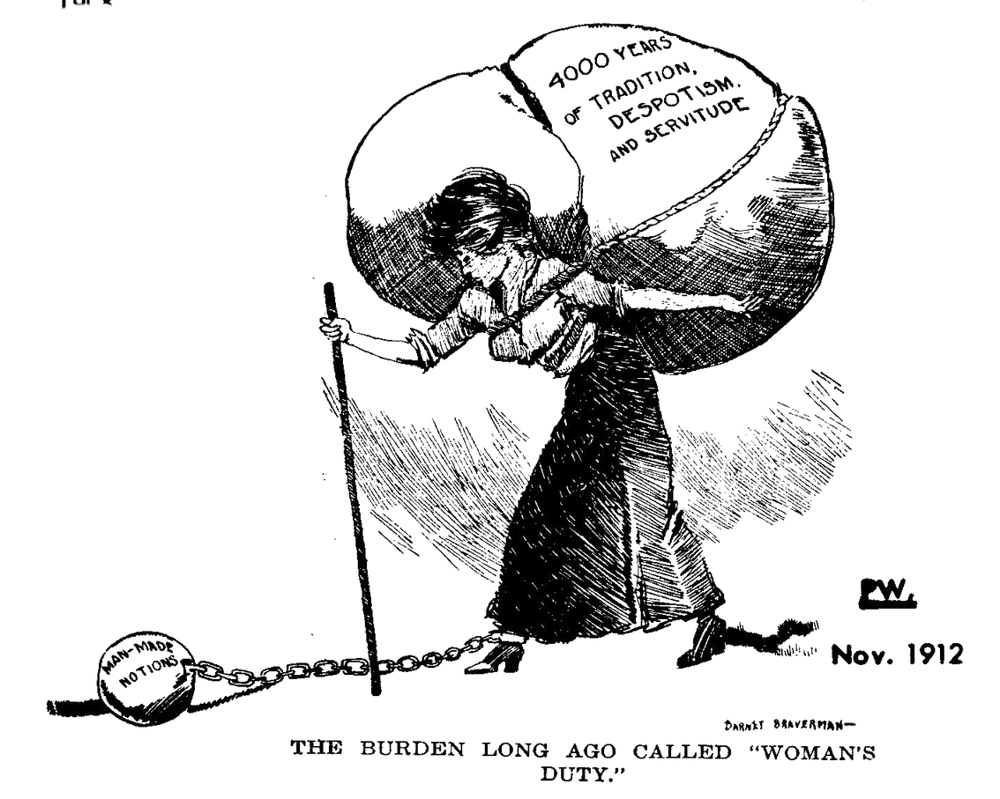 4000 YEARS
OF TRADITION,
DESPOTISM,
AND SERVITUDE
MAN-MADE
NOTIONS
PW.
Nov. 1912
BARNET BRAVERMAN—
THE BURDEN LONG AGO CALLED "WOMAN'S
DUTY."